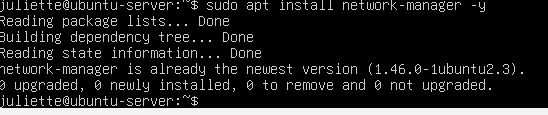 juliette@ubuntu-server:~$ sudo apt install network-manager -y
Reading package lists... Done
Building dependency tree... Done
Reading state information... Done
network-manager is already the newest version (1.46.0-1ubuntu2.3).
0 upgraded, 0 newly installed, 0 to remove and 0 not upgraded.
juliette@ubuntu-server:~$